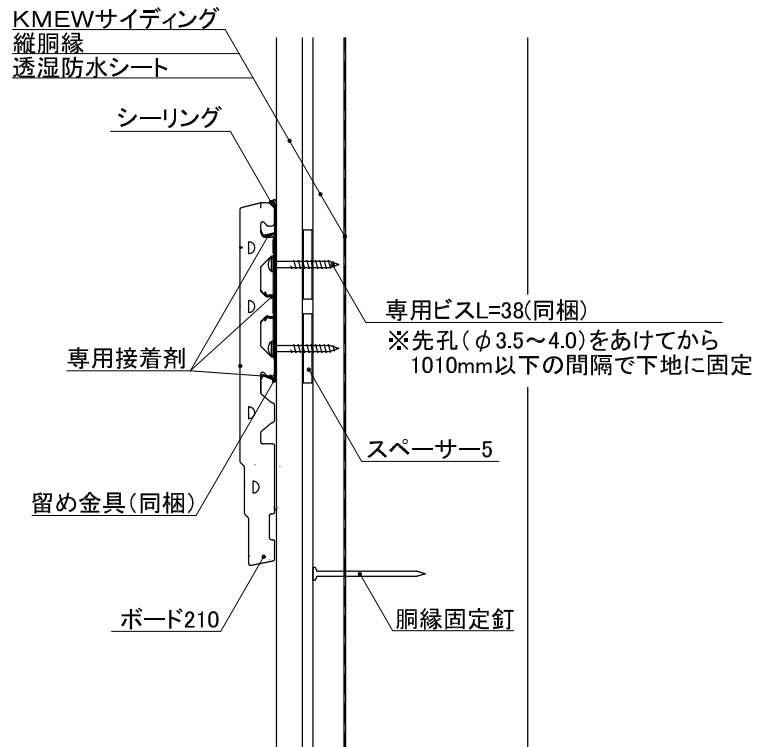 KMEWサイディング
縦胴縁
透湿防水シート
シーリング
専用ビスL=38(同梱)
※先孔(φ3.5～4.0)をあけてから
1010mm以下の間隔で下地に固定
専用接着剤
スペーサー5
留め金具(同梱)
ボード210
胴縁固定釘